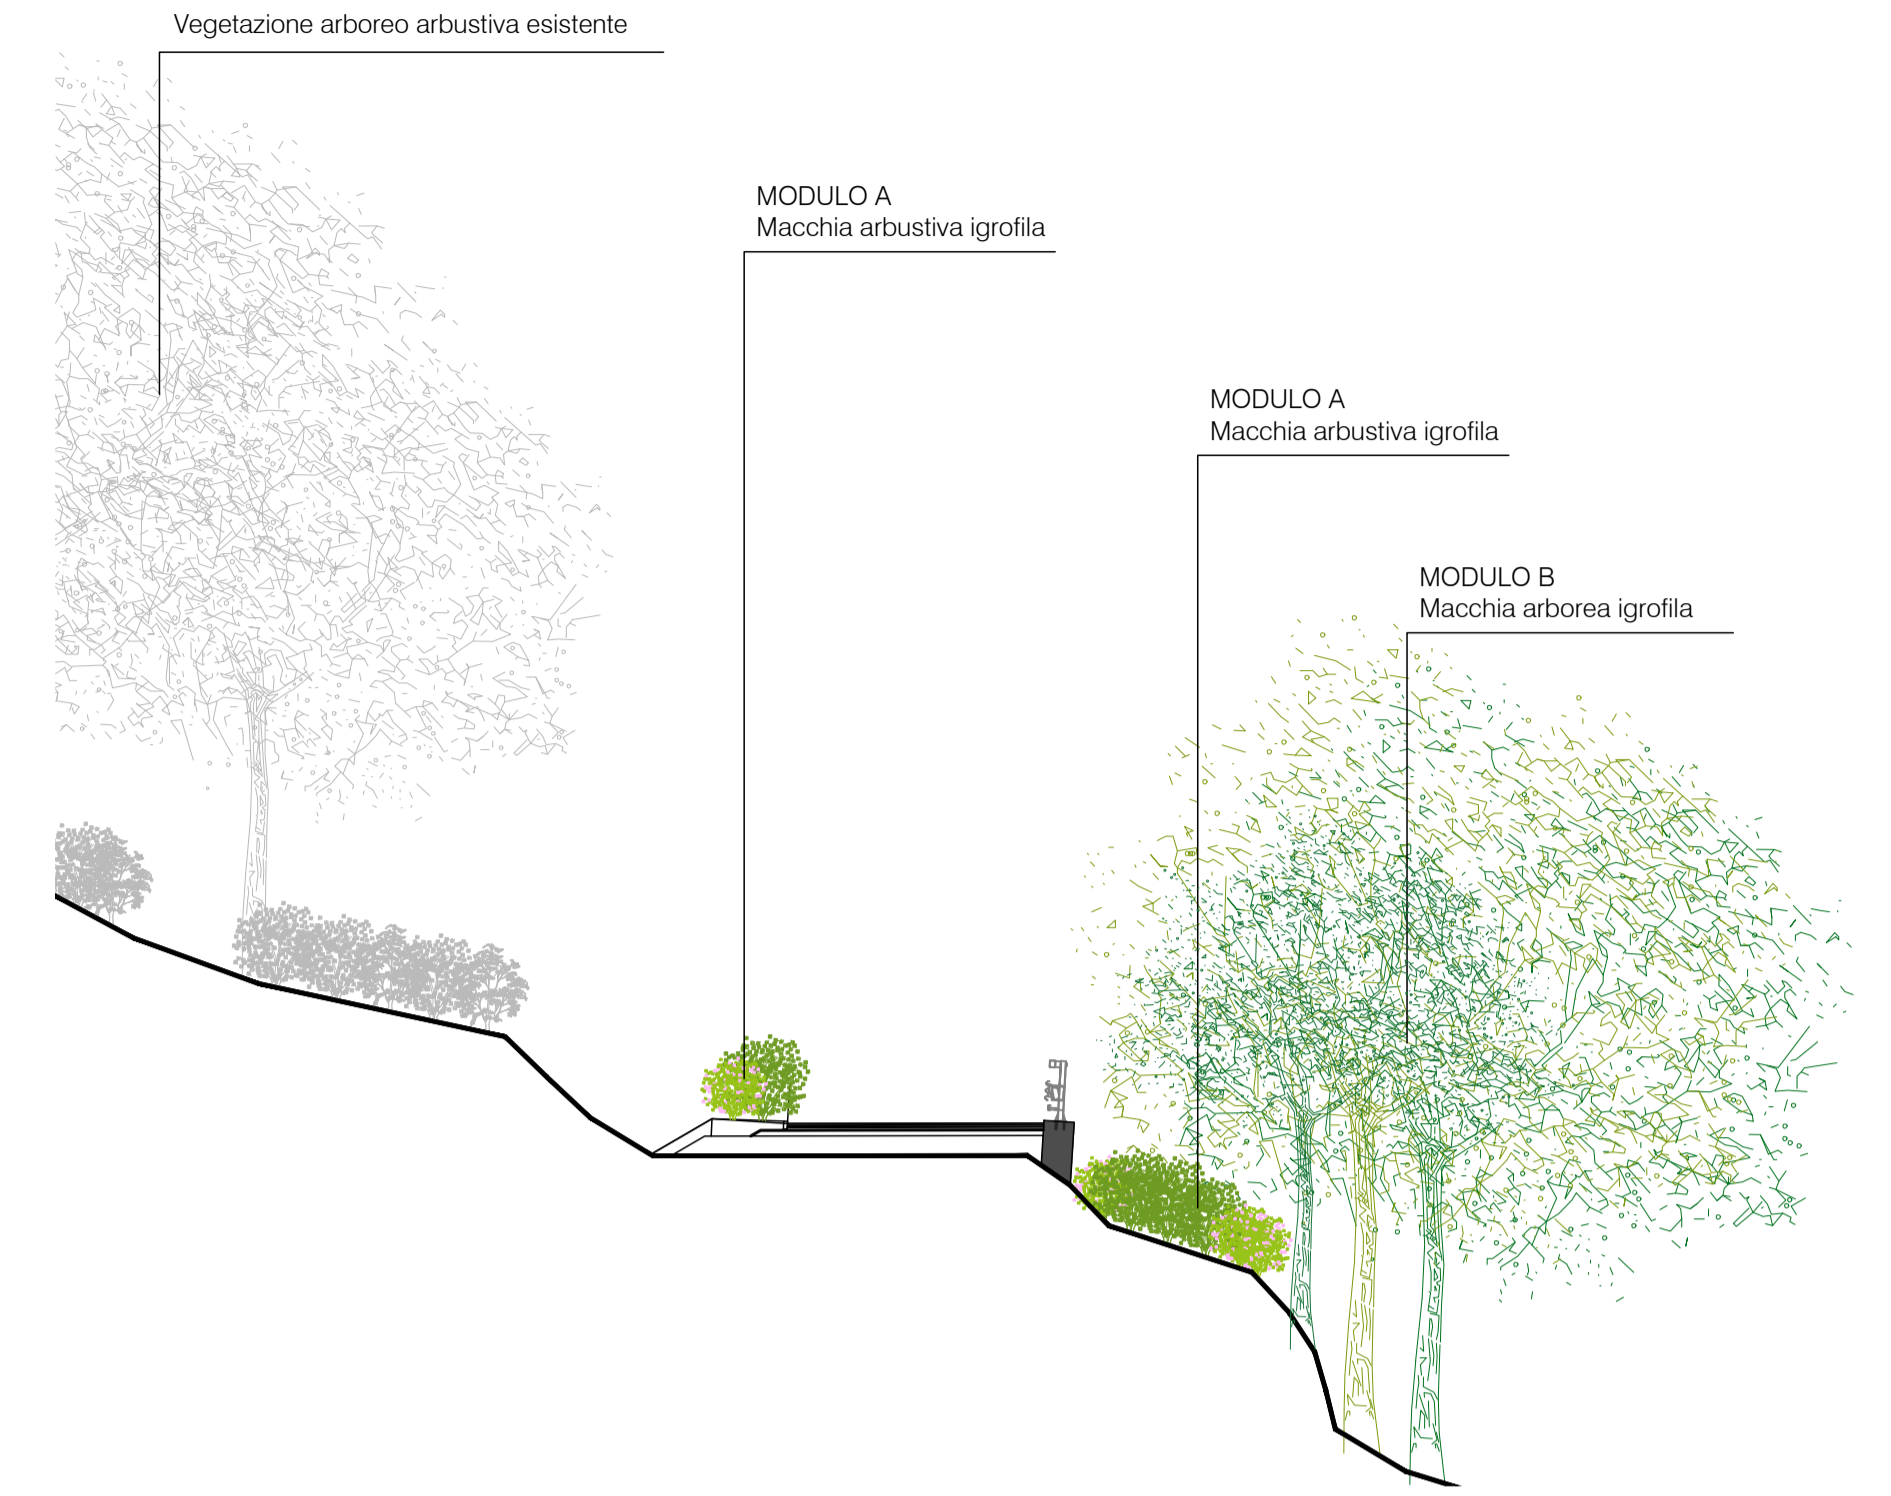 Vegetazione arboreo arbustiva esistente
MODULO A
Macchia arbustiva igrofila
MODULO A
Macchia arbustiva igrofila
MODULO B
Macchia arborea igrofila